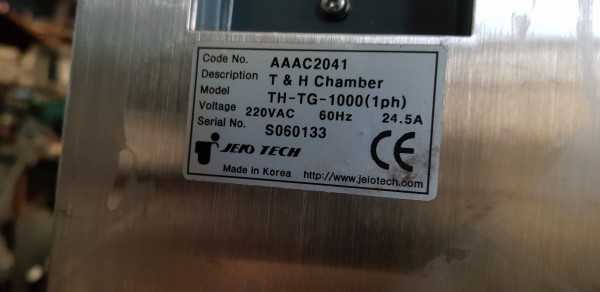 Code No. AAAC2041
Description T & H Chamber
Model TH-TG-1000(1ph)
Voltage 220VAC 60Hz 24.5A
Serial No. S060133
JEIO TECH CE
Made in Korea http://www.jeiotech.com